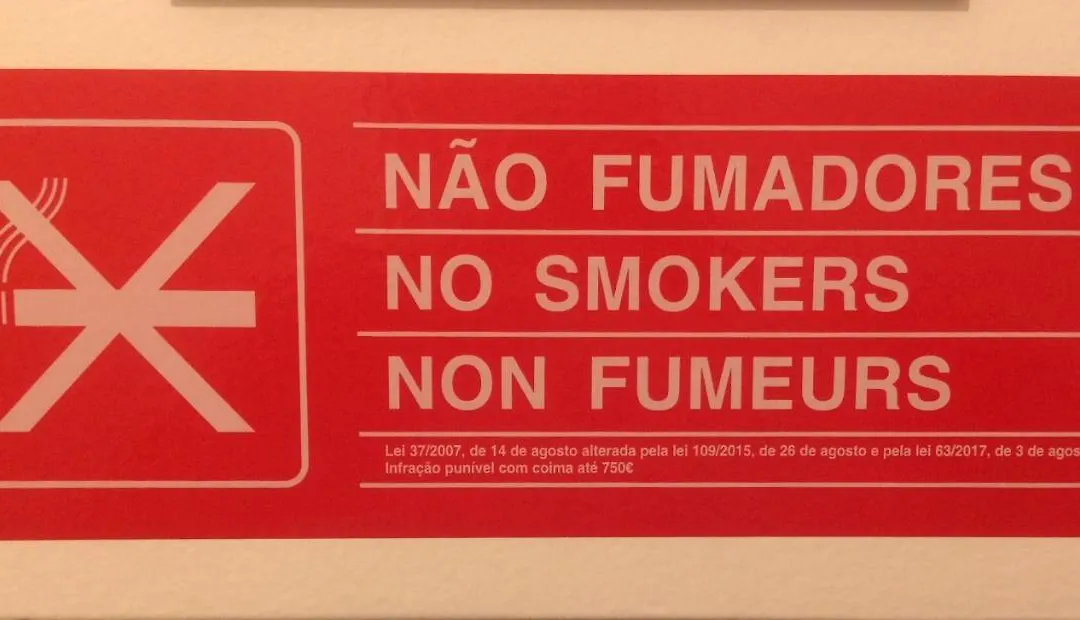 NÃO FUMADORES
NO SMOKERS
NON FUMEURS
Lei 37/2007, de 14 de agosto alterada pela lei 109/2015, de 26 de agosto e pela lei 63/2017, de 3 de agos
Infração punível com coima até 750€